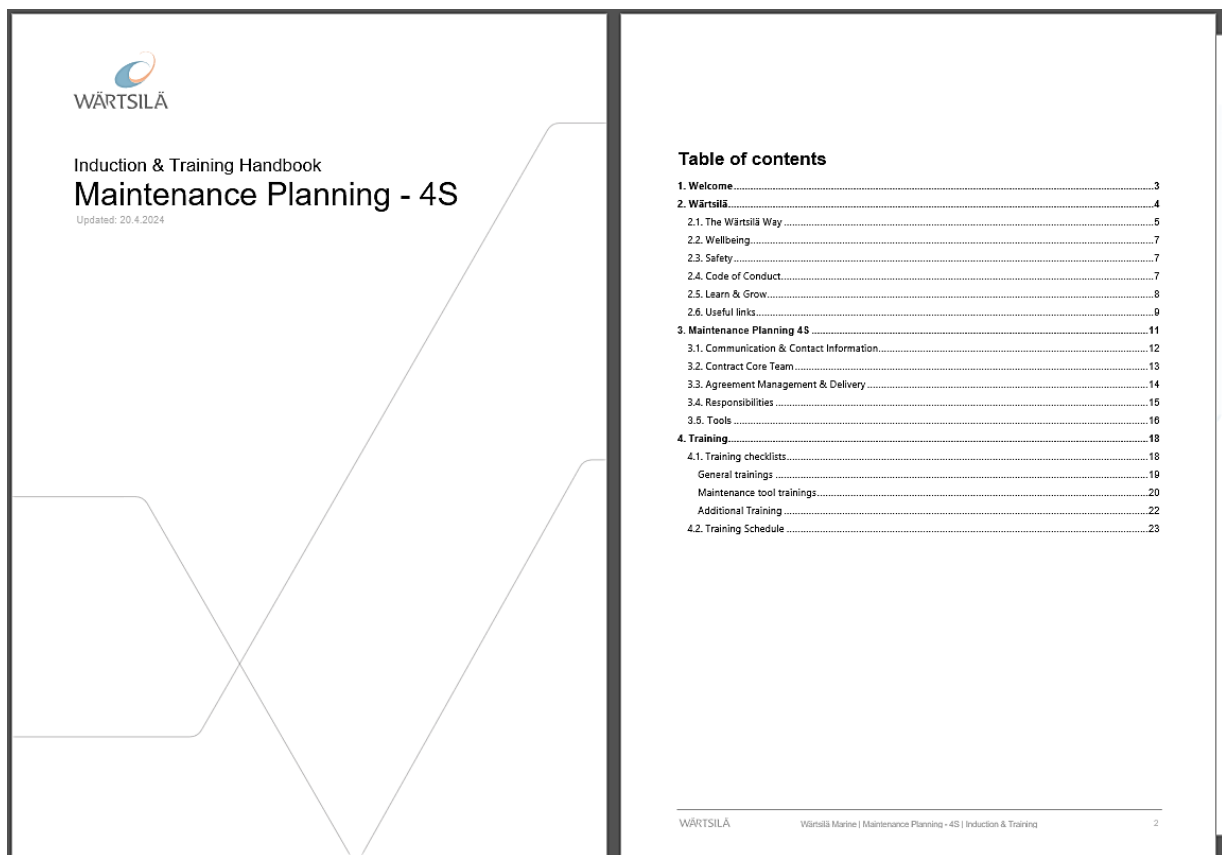 WÄRTSILÄ
Induction & Training Handbook
Maintenance Planning - 4S
Updated: 20.4.2024
Table of contents
1. Welcome 3
2. Wärtsilä 4
2.1. The Wärtsilä Way 5
2.2. Wellbeing 7
2.3. Safety 7
2.4. Code of Conduct 7
2.5. Learn & Grow 8
2.6. Useful links 9
3. Maintenance Planning 4S 11
3.1. Communication & Contact Information 12
3.2. Contract Core Team 13
3.3. Agreement Management & Delivery 14
3.4. Responsibilities 15
3.5. Tools 16
4. Training 18
4.1. Training checklists 18
General trainings 19
Maintenance tool trainings 20
Additional Training 22
4.2. Training Schedule 23
WÄRTSILÄ Wärtsilä Marine | Maintenance Planning - 4S | Induction & Training 2